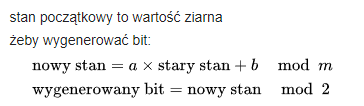 stan początkowy to wartość ziarna
żeby wygenerować bit:
nowy stan = a × stary stan + b mod m
wygenerowany bit = nowy stan mod 2